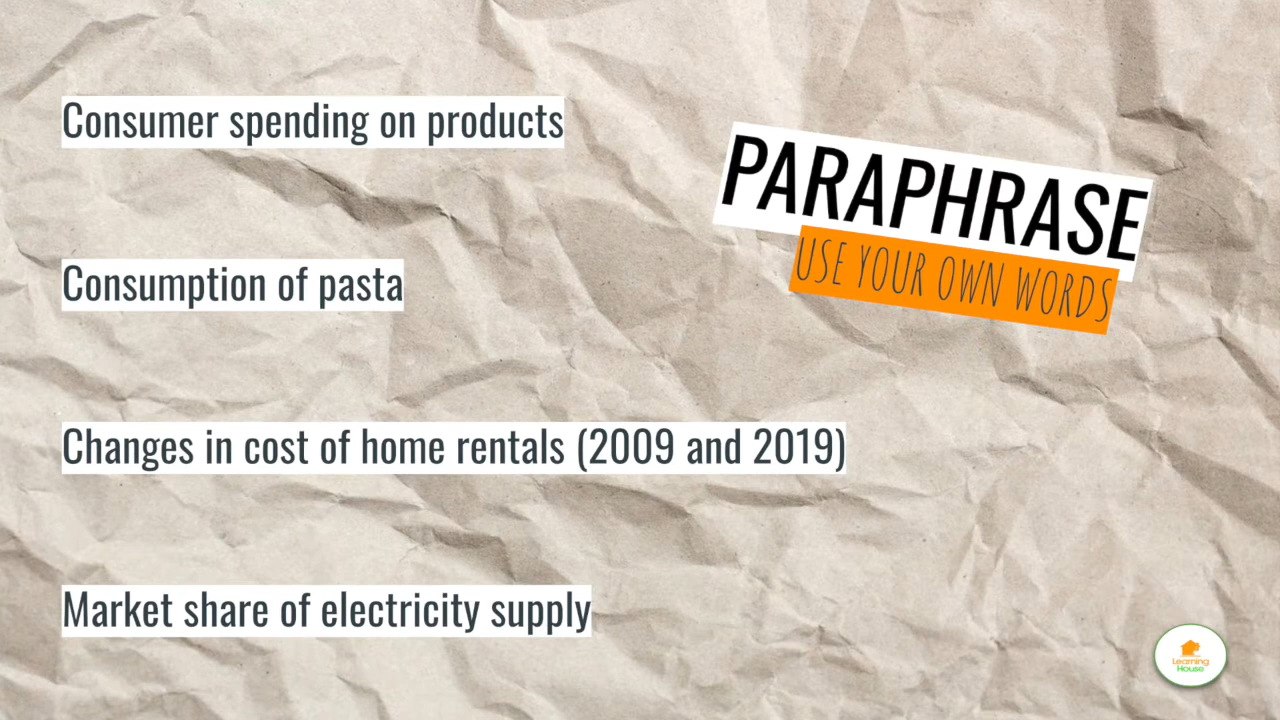 Consumer spending on products
PARAPHRASE
USE YOUR OWN WORDS
Consumption of pasta
Changes in cost of home rentals (2009 and 2019)
Market share of electricity supply
Learning
House